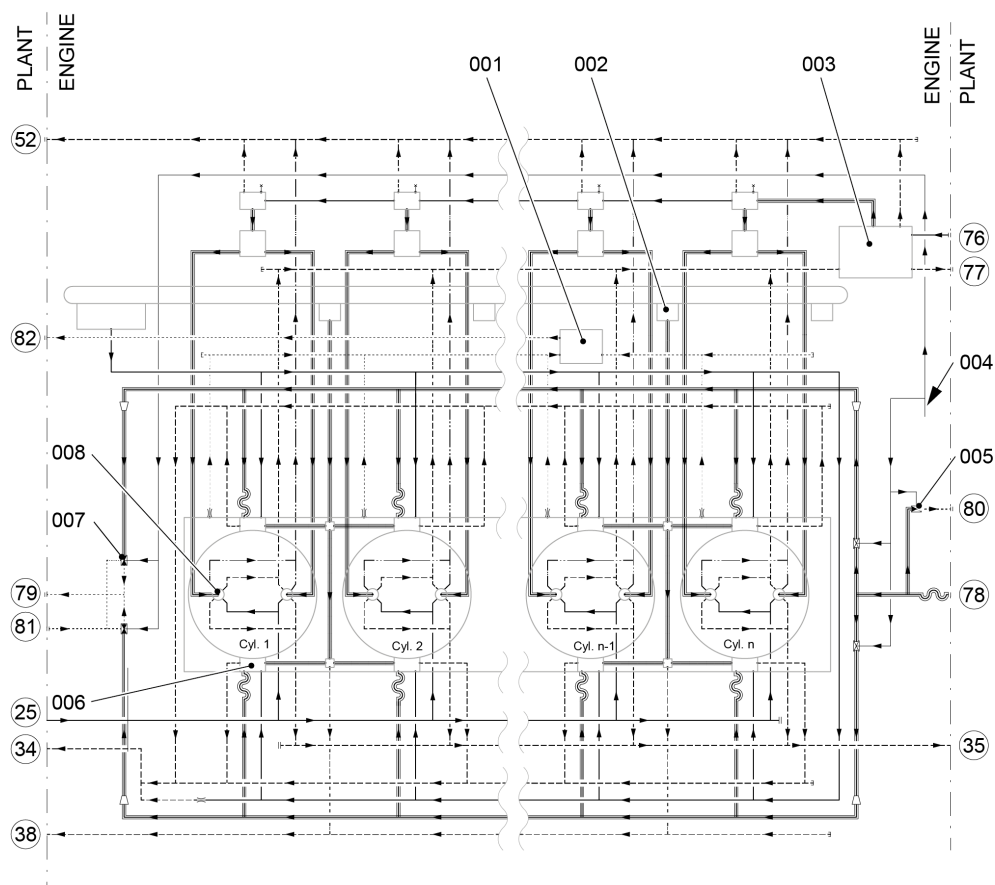 PLANT
ENGINE
ENGINE
PLANT
001
002
003
52
76
77
82
004
008
005
007
80
79
78
81
Cyl. 1
Cyl. 2
Cyl. n-1
Cyl. n
006
25
34
35
38